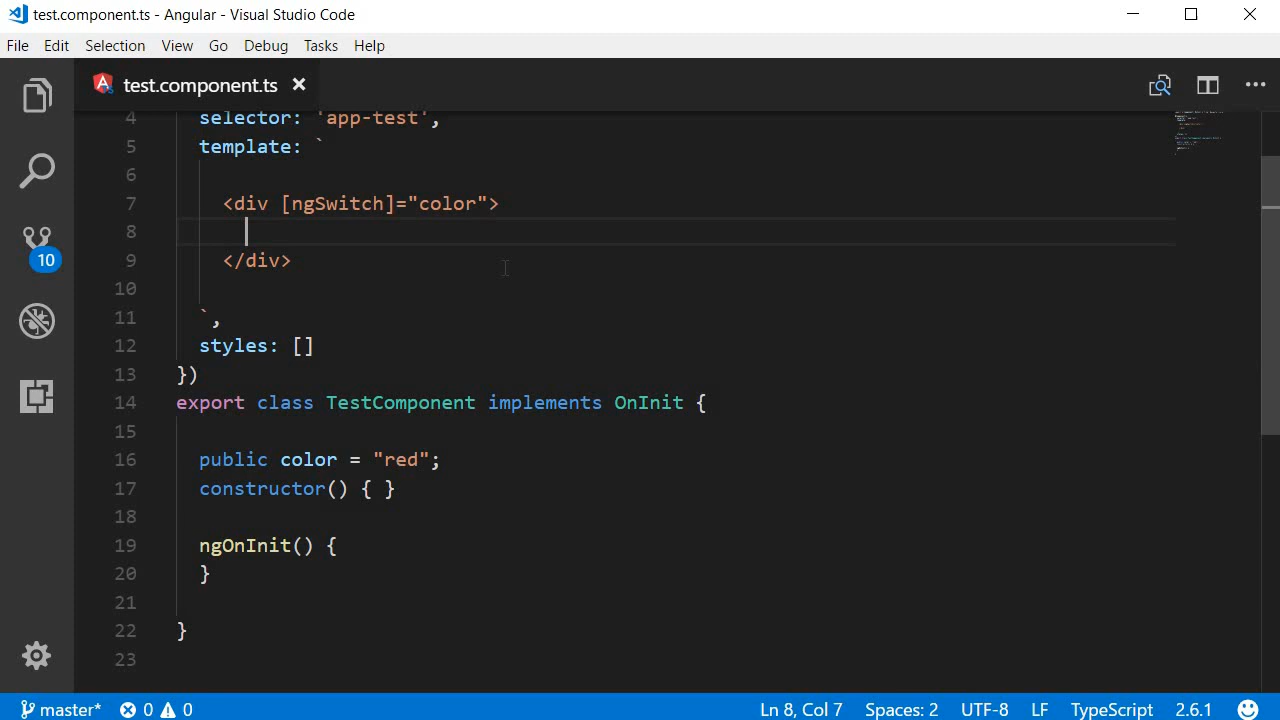 test.component.ts - Angular - Visual Studio Code
File Edit Selection View Go Debug Tasks Help
test.component.ts
4 selector: 'app-test',
5 template: `
6
7 <div [ngSwitch]="color">
8
9 </div>
10
11 `,
12 styles: []
13 })
14 export class TestComponent implements OnInit {
15
16 public color = "red";
17 constructor() { }
18
19 ngOnInit() {
20 }
21
22 }
23
10
master* 0 0 Ln 8, Col 7 Spaces: 2 UTF-8 LF TypeScript 2.6.1